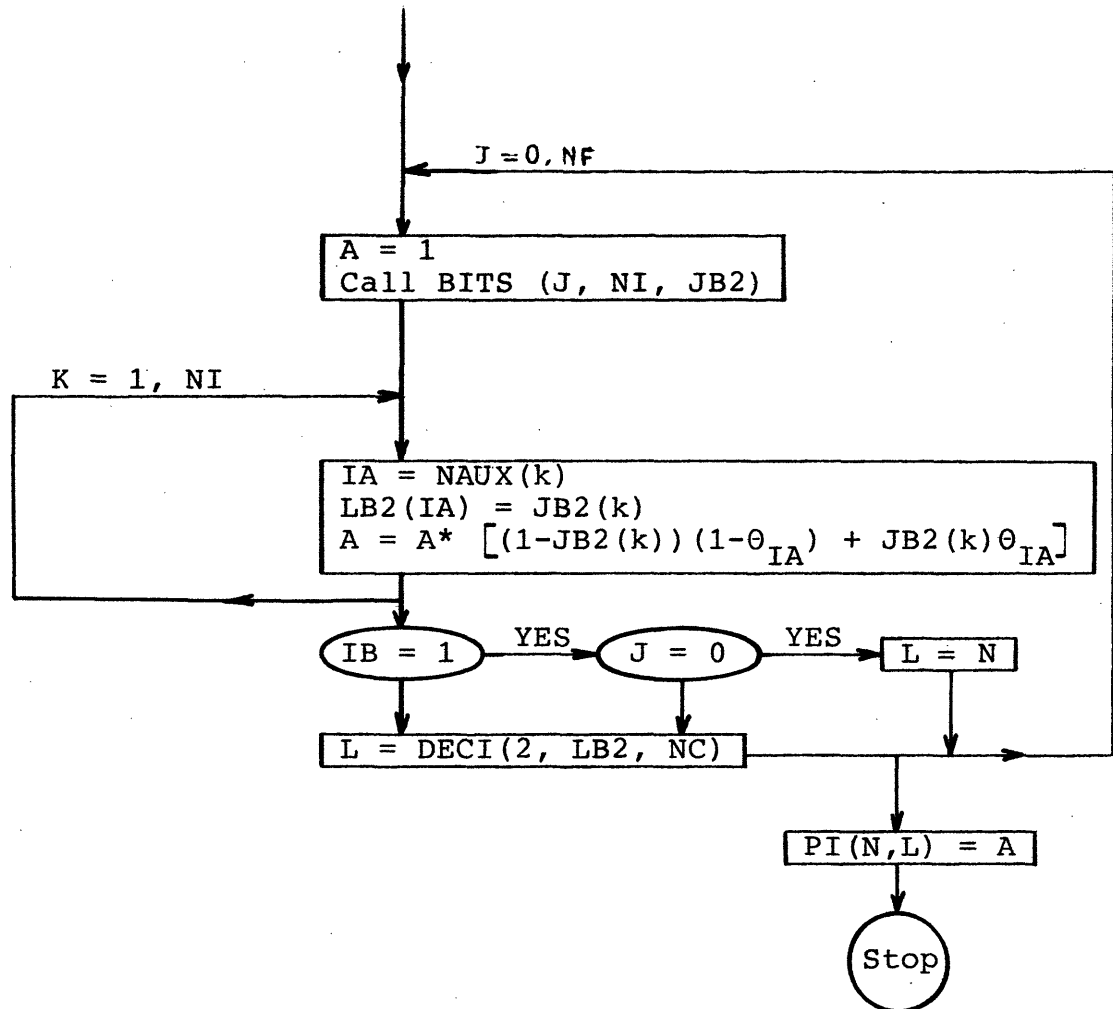 J = 0, NF
A = 1
Call BITS (J, NI, JB2)
K = 1, NI
IA = NAUX(k)
LB2(IA) = JB2(k)
A = A* [(1-JB2(k))(1-θ_IA) + JB2(k)θ_IA]
IB = 1
YES
J = 0
YES
L = N
L = DECI(2, LB2, NC)
PI(N,L) = A
Stop